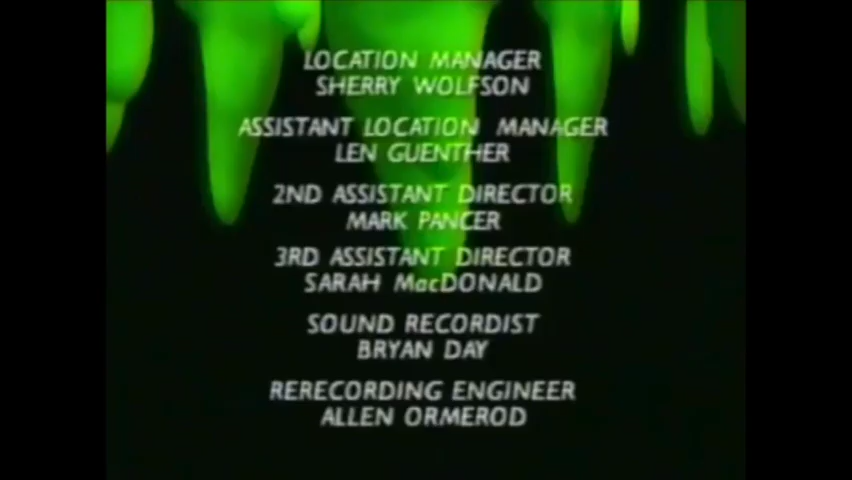 LOCATION MANAGER
SHERRY WOLFSON
ASSISTANT LOCATION MANAGER
LEN GUENTHER
2ND ASSISTANT DIRECTOR
MARK PANCER
3RD ASSISTANT DIRECTOR
SARAH MacDONALD
SOUND RECORDIST
BRYAN DAY
RERECORDING ENGINEER
ALLEN ORMEROD